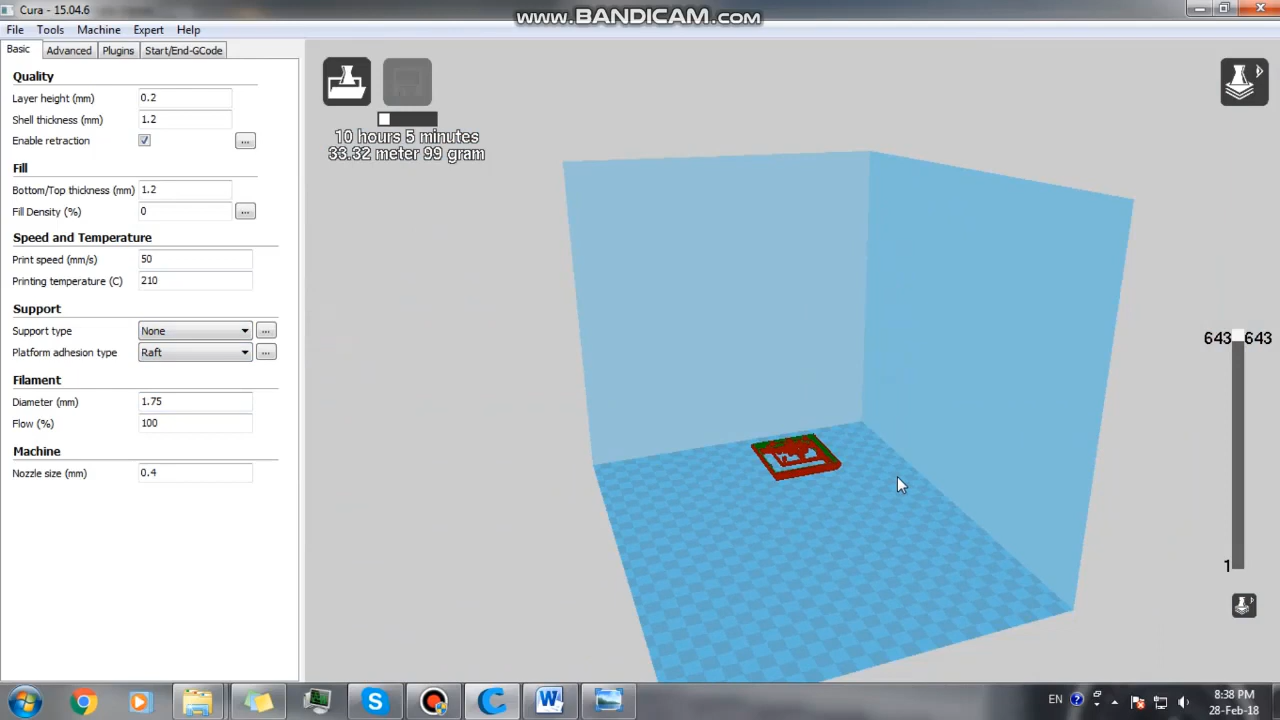 Cura - 15.04.6
www.BANDICAM.com
File Tools Machine Expert Help
Basic Advanced Plugins Start/End-GCode
Quality
Layer height (mm) 0.2
Shell thickness (mm) 1.2
Enable retraction ...
Fill
Bottom/Top thickness (mm) 1.2
Fill Density (%) 0 ...
Speed and Temperature
Print speed (mm/s) 50
Printing temperature (C) 210
Support
Support type None ...
Platform adhesion type Raft ...
Filament
Diameter (mm) 1.75
Flow (%) 100
Machine
Nozzle size (mm) 0.4
10 hours 5 minutes
33.32 meter 99 gram
643 643
1
EN 8:38 PM
28-Feb-18